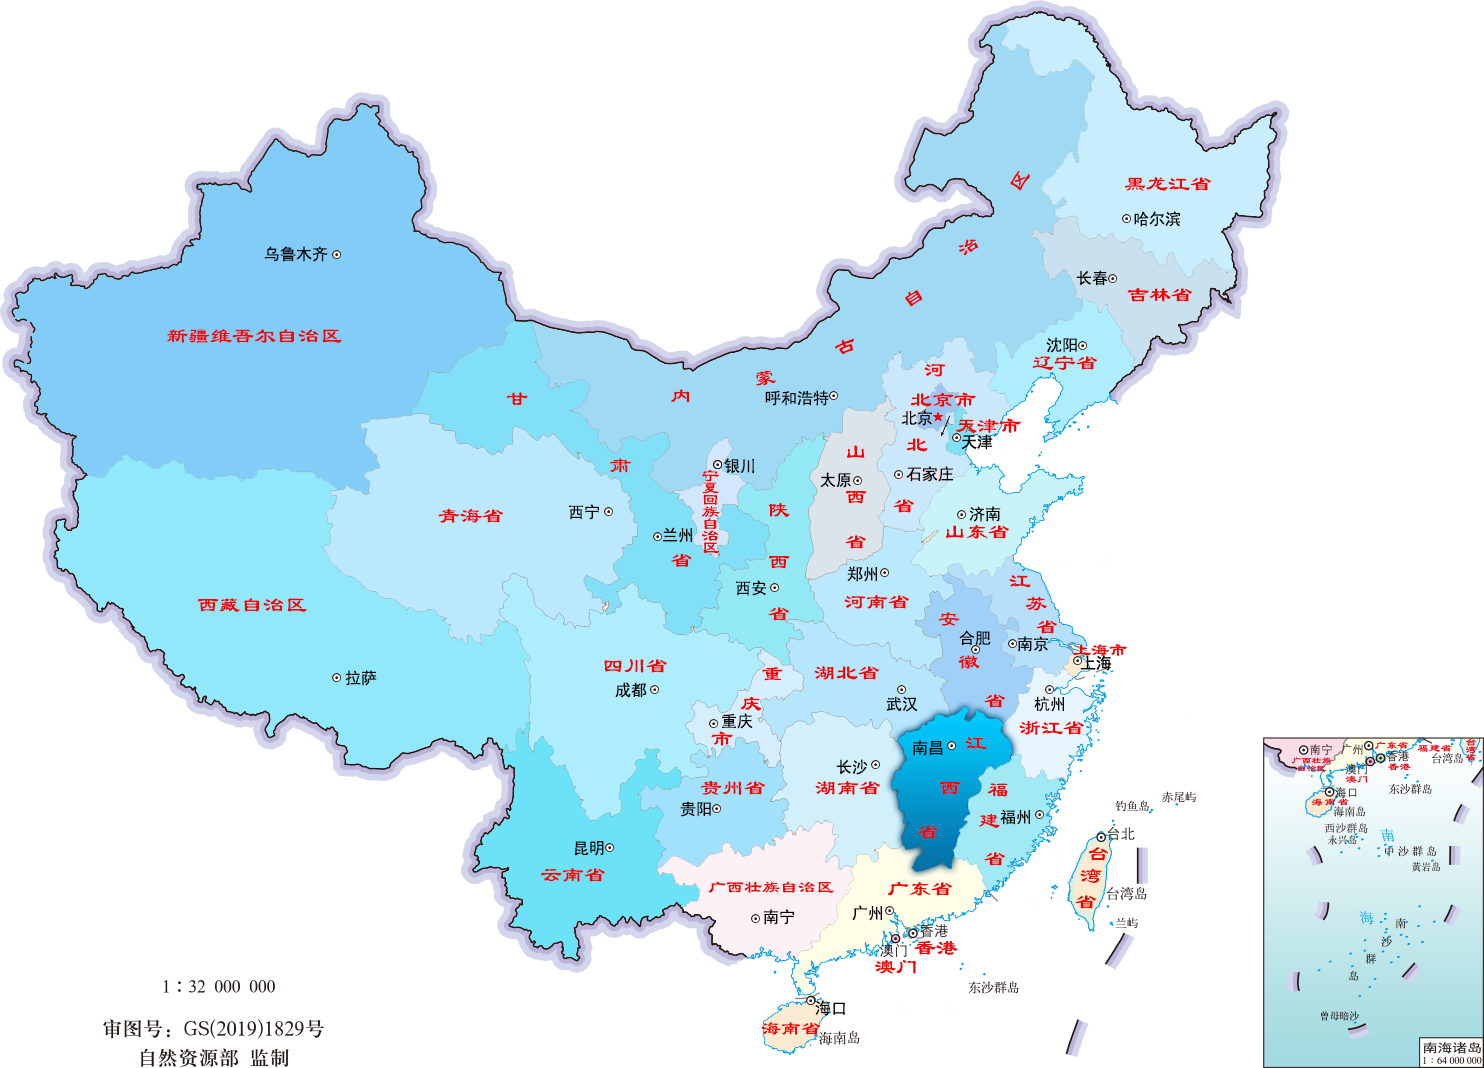 黑龙江省
哈尔滨
内蒙古自治区
呼和浩特
长春
吉林省
沈阳
辽宁省
乌鲁木齐
新疆维吾尔自治区
甘肃省
兰州
河北省
石家庄
北京市
北京
天津市
天津
山西省
太原
银川
宁夏回族自治区
陕西省
西安
青海省
西宁
济南
山东省
郑州
河南省
江苏省
南京
安徽省
合肥
上海市
上海
西藏自治区
拉萨
四川省
成都
重庆市
重庆
湖北省
武汉
杭州
浙江省
南昌
江西省
长沙
湖南省
贵州省
贵阳
福建省
福州
昆明
云南省
广西壮族自治区
南宁
广东省
广州
香港
香港
澳门
澳门
台北
台湾省
台湾岛
钓鱼岛
赤尾屿
兰屿
东沙群岛
海口
海南省
海南岛
1：32 000 000
审图号：GS(2019)1829号
自然资源部 监制
南宁
广西壮族
自治区
广州
广东省
香港
香港
澳门
澳门
福建省
台湾省
台湾岛
海口
海南省
海南岛
东沙群岛
西沙群岛
永兴岛
中沙群岛
黄岩岛
南海
南沙群岛
曾母暗沙
南海诸岛
1：64 000 000